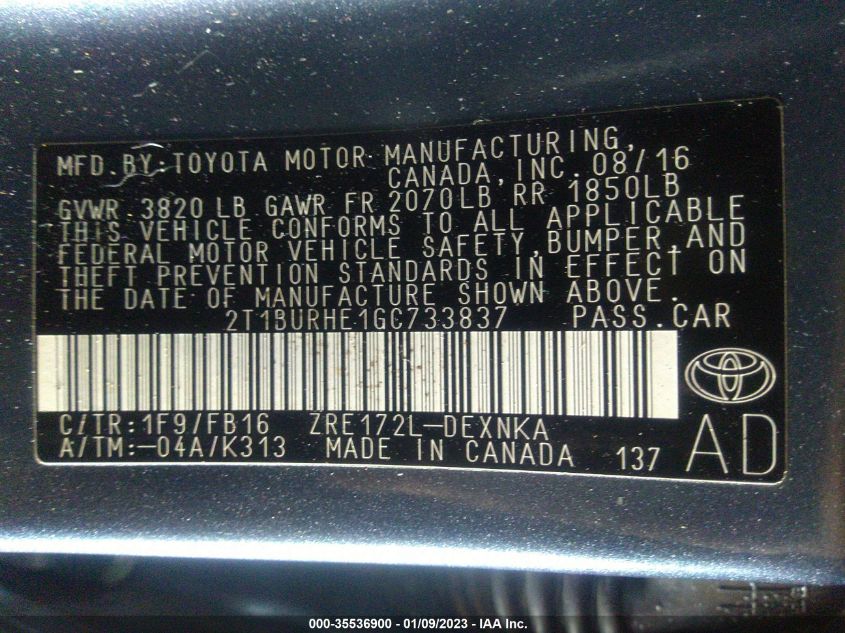 MFD. BY: TOYOTA MOTOR MANUFACTURING,
CANADA, INC. 08/16
GVWR 3820 LB GAWR FR 2070LB, RR 1850LB
THIS VEHICLE CONFORMS TO ALL APPLICABLE
FEDERAL MOTOR VEHICLE SAFETY, BUMPER, AND
THEFT PREVENTION STANDARDS IN EFFECT ON
THE DATE OF MANUFACTURE SHOWN ABOVE.
2T1BURHE1GC733837 PASS. CAR
C/TR: 1F9/FB16 ZRE172L-DEXNKA
A/TM:-04A/K313 MADE IN CANADA 137 AD
000-35536900 - 01/09/2023 - IAA Inc.